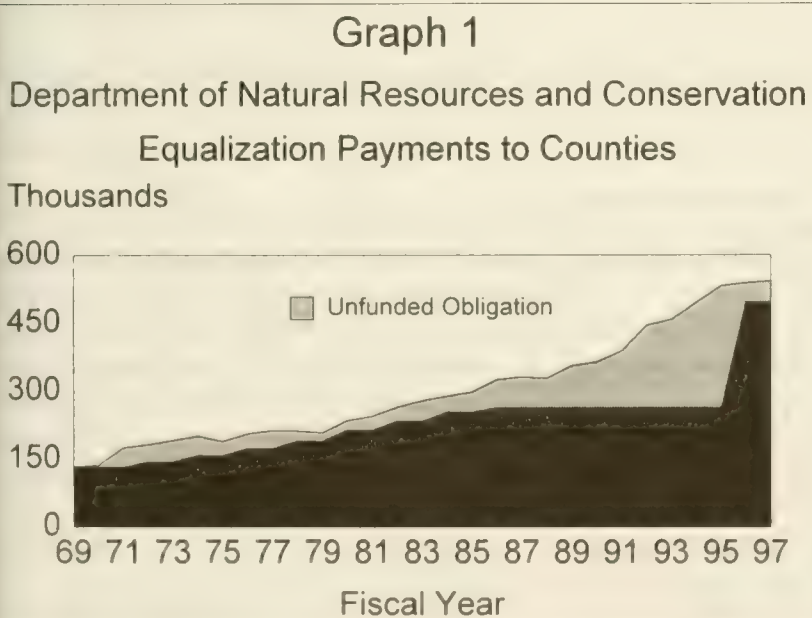 Graph 1
Department of Natural Resources and Conservation
Equalization Payments to Counties
Thousands
600
Unfunded Obligation
450
300
150
0
69 71 73 75 77 79 81 83 85 87 89 91 93 95 97
Fiscal Year